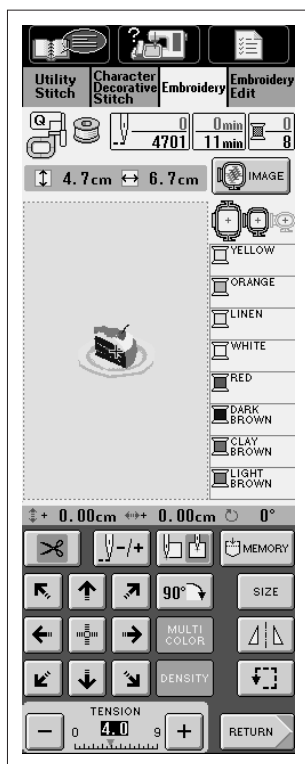 Utility Stitch
Character Decorative Stitch
Embroidery
Embroidery Edit
Q
0
4701
0min
11min
0
8
4.7cm
6.7cm
IMAGE
YELLOW
ORANGE
LINEN
WHITE
RED
DARK BROWN
CLAY BROWN
LIGHT BROWN
+ 0.00cm
+ 0.00cm
0°
-/+
MEMORY
90°
SIZE
MULTI COLOR
DENSITY
TENSION
− 0 4.0 9 +
RETURN